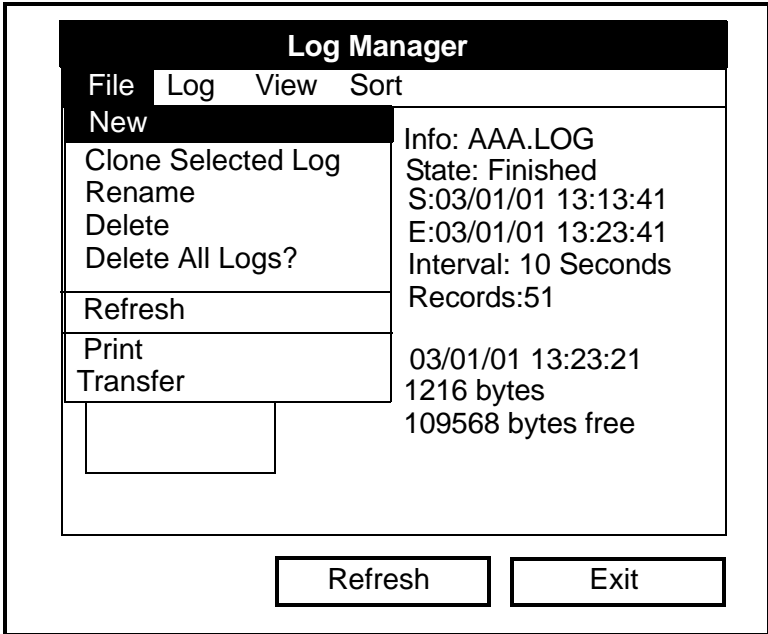 Log Manager
File Log View Sort
New
Clone Selected Log
Rename
Delete
Delete All Logs?
Refresh
Print
Transfer
Info: AAA.LOG
State: Finished
S:03/01/01 13:13:41
E:03/01/01 13:23:41
Interval: 10 Seconds
Records:51
03/01/01 13:23:21
1216 bytes
109568 bytes free
Refresh Exit